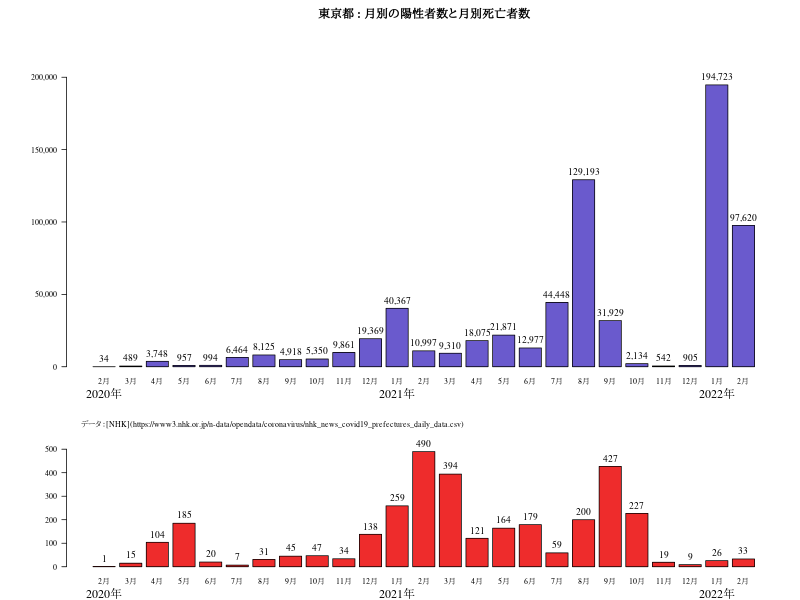 東京都 : 月別の陽性者数と月別死亡者数
200,000
150,000
100,000
50,000
0
34 489 3,748 957 994 6,464 8,125 4,918 5,350 9,861 19,369 40,367 10,997 9,310 18,075 21,871 12,977 44,448 129,193 31,929 2,134 542 905 194,723 97,620
2月 3月 4月 5月 6月 7月 8月 9月 10月 11月 12月 1月 2月 3月 4月 5月 6月 7月 8月 9月 10月 11月 12月 1月 2月
2020年 2021年 2022年
データ : [NHK](https://www3.nhk.or.jp/n-data/opendata/coronavirus/nhk_news_covid19_prefectures_daily_data.csv)
500
400
300
200
100
0
1 15 104 185 20 7 31 45 47 34 138 259 490 394 121 164 179 59 200 427 227 19 9 26 33
2月 3月 4月 5月 6月 7月 8月 9月 10月 11月 12月 1月 2月 3月 4月 5月 6月 7月 8月 9月 10月 11月 12月 1月 2月
2020年 2021年 2022年